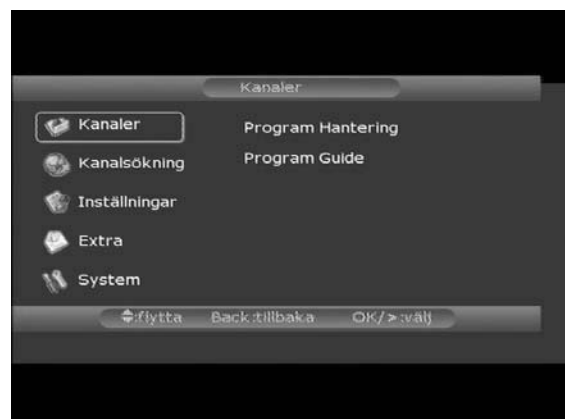 Kanaler
Kanaler
Program Hantering
Kanalsökning
Program Guide
Inställningar
Extra
System
:flytta Back:tillbaka OK/>:välj